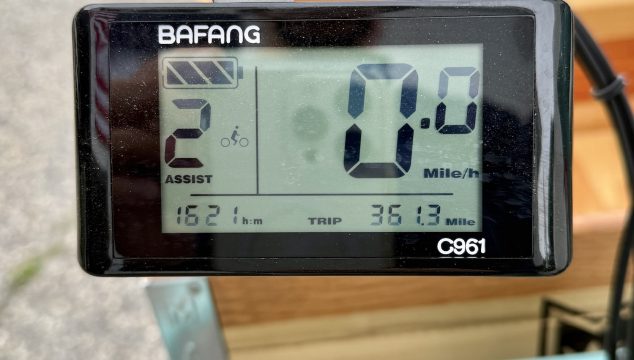 BAFANG
2
0.0
ASSIST
Mile/h
1621 h:m TRIP 361.3 Mile
C961